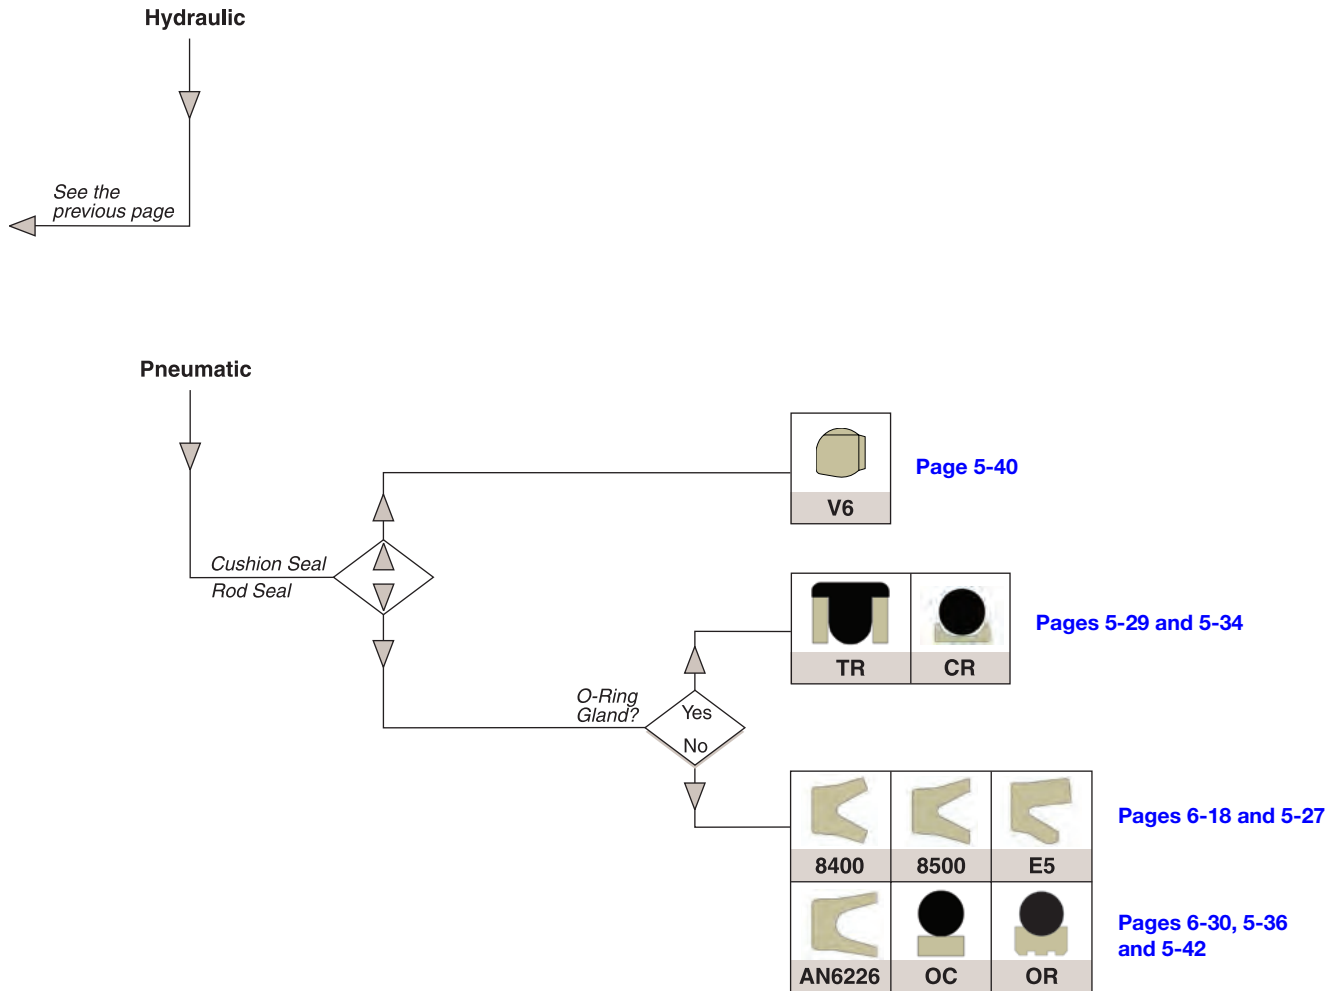 Hydraulic
See the
previous page
Pneumatic
V6
Page 5-40
Cushion Seal
Rod Seal
TR
CR
Pages 5-29 and 5-34
O-Ring
Gland?
Yes
No
8400
8500
E5
Pages 6-18 and 5-27
AN6226
OC
OR
Pages 6-30, 5-36
and 5-42